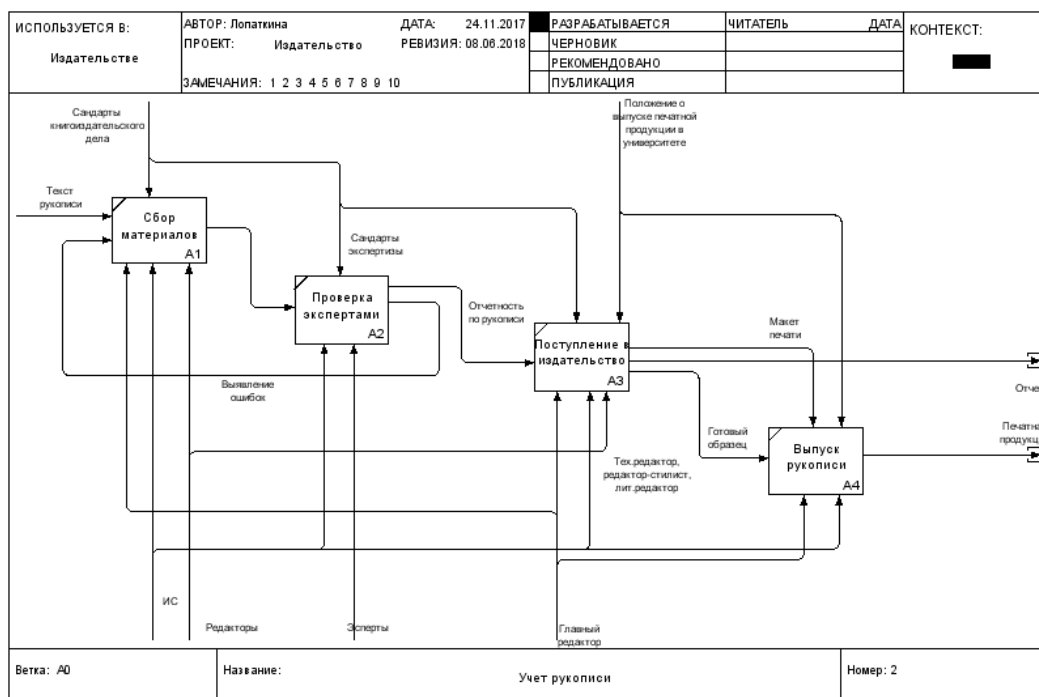 ИСПОЛЬЗУЕТСЯ В:
Издательстве
АВТОР: Лопаткина
ДАТА: 24.11.2017
ПРОЕКТ: Издательство
РЕВИЗИЯ: 08.06.2018
ЗАМЕЧАНИЯ: 1 2 3 4 5 6 7 8 9 10
РАЗРАБАТЫВАЕТСЯ
ЧЕРНОВИК
РЕКОМЕНДОВАНО
ПУБЛИКАЦИЯ
ЧИТАТЕЛЬ
ДАТА
КОНТЕКСТ:
Сандарты
книгоиздательского
дела
Положение о
выпуске печатной
продукции в
университете
Текст
рукописи
Сбор
материалов
A1
Сандарты
экспертизы
Проверка
экспертами
A2
Отчетность
по рукописи
Выявление
ошибок
Поступление в
издательство
A3
Макет
печати
Отче
Готовый
образец
Печатна
продукц
Выпуск
рукописи
A4
Тех.редактор,
редактор-стилист,
лит.редактор
ИС
Редакторы
Эсперты
Главный
редактор
Ветка: A0
Название:
Учет рукописи
Номер: 2